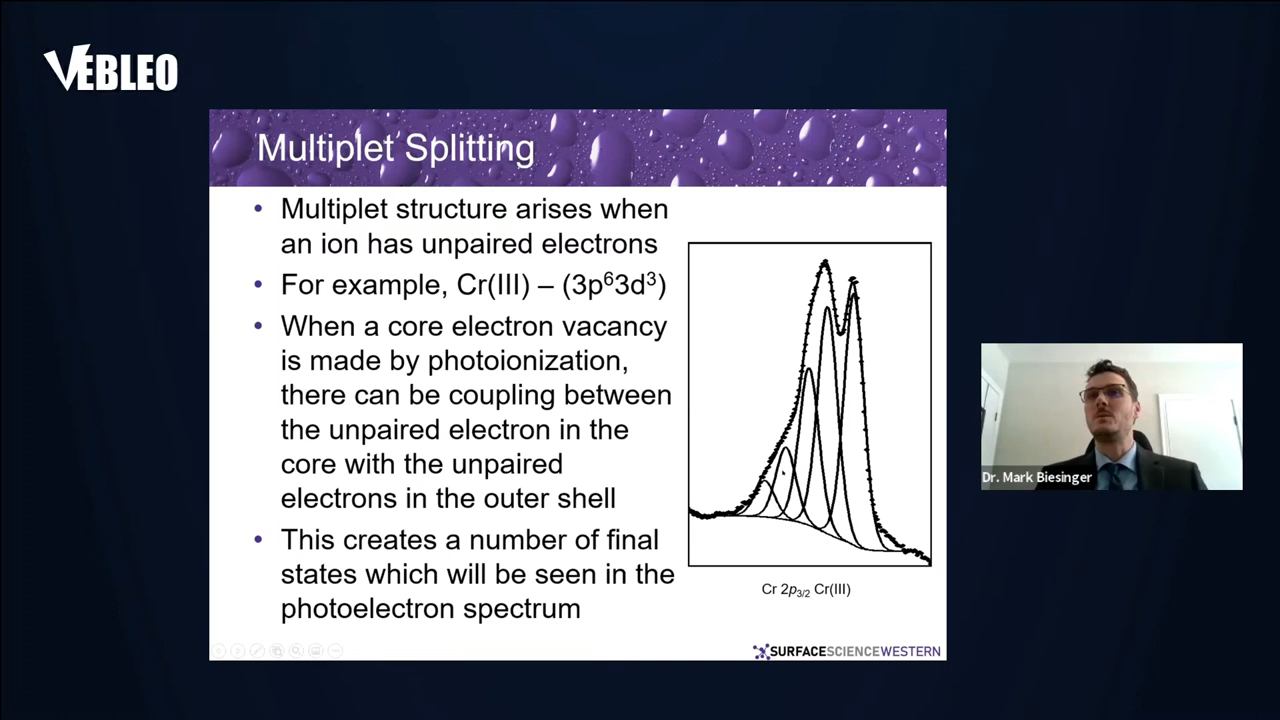 VEBLEO
Multiplet Splitting
• Multiplet structure arises when
an ion has unpaired electrons
• For example, Cr(III) – (3p⁶3d³)
• When a core electron vacancy
is made by photoionization,
there can be coupling between
the unpaired electron in the
core with the unpaired
electrons in the outer shell
• This creates a number of final
states which will be seen in the
photoelectron spectrum
Cr 2p3/2 Cr(III)
SURFACESCIENCEWESTERN
Dr. Mark Biesinger